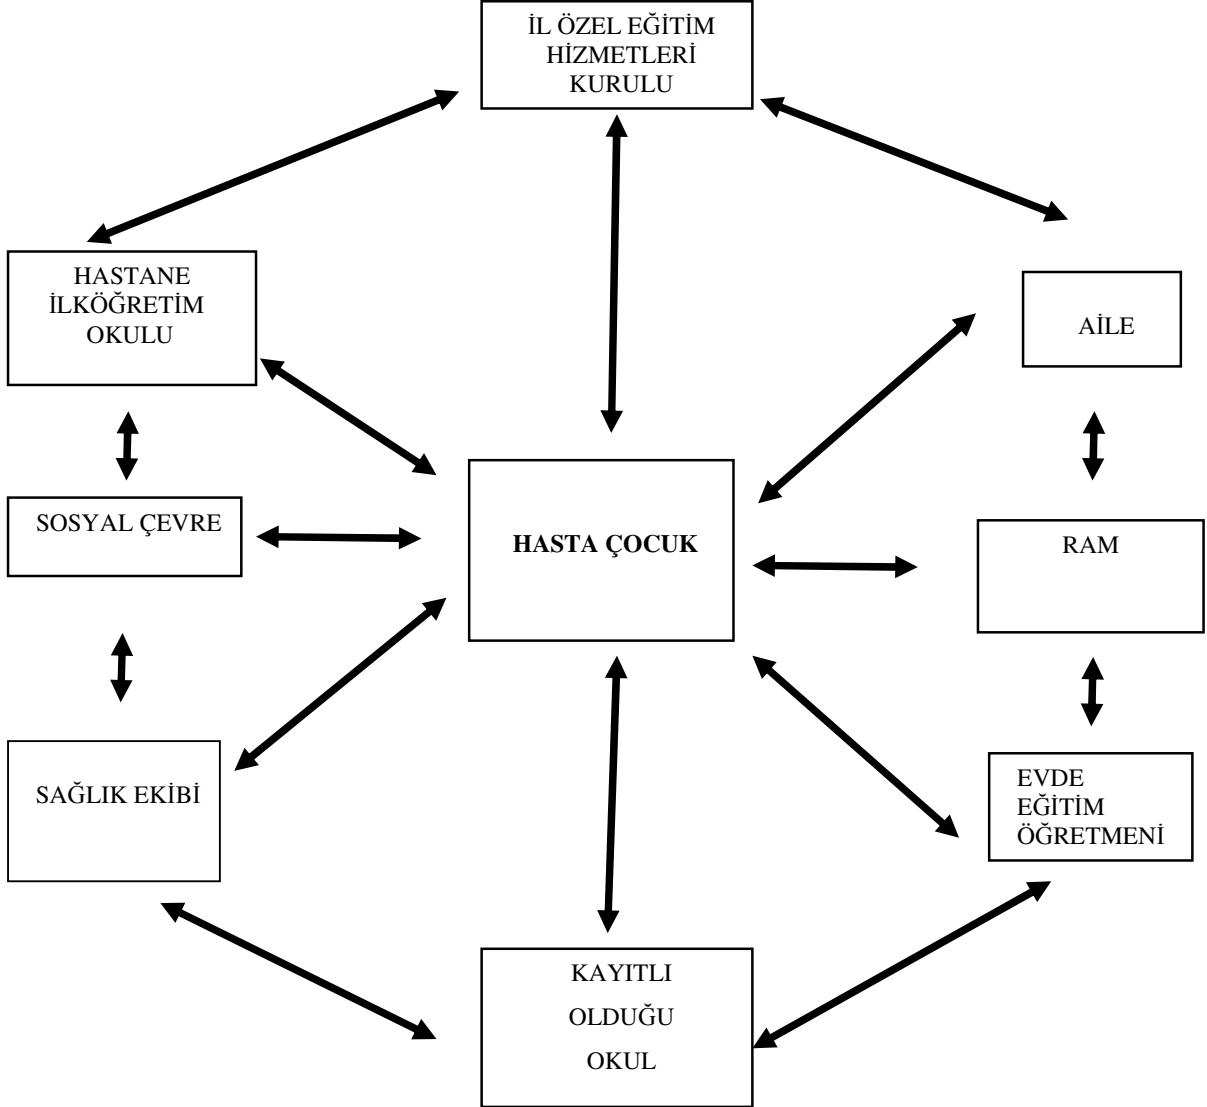 İL ÖZEL EĞİTİM
HİZMETLERİ
KURULU
HASTANE
İLKÖĞRETİM
OKULU
AİLE
SOSYAL ÇEVRE
HASTA ÇOCUK
RAM
SAĞLIK EKİBİ
EVDE
EĞİTİM
ÖĞRETMENİ
KAYITLI
OLDUĞU
OKUL